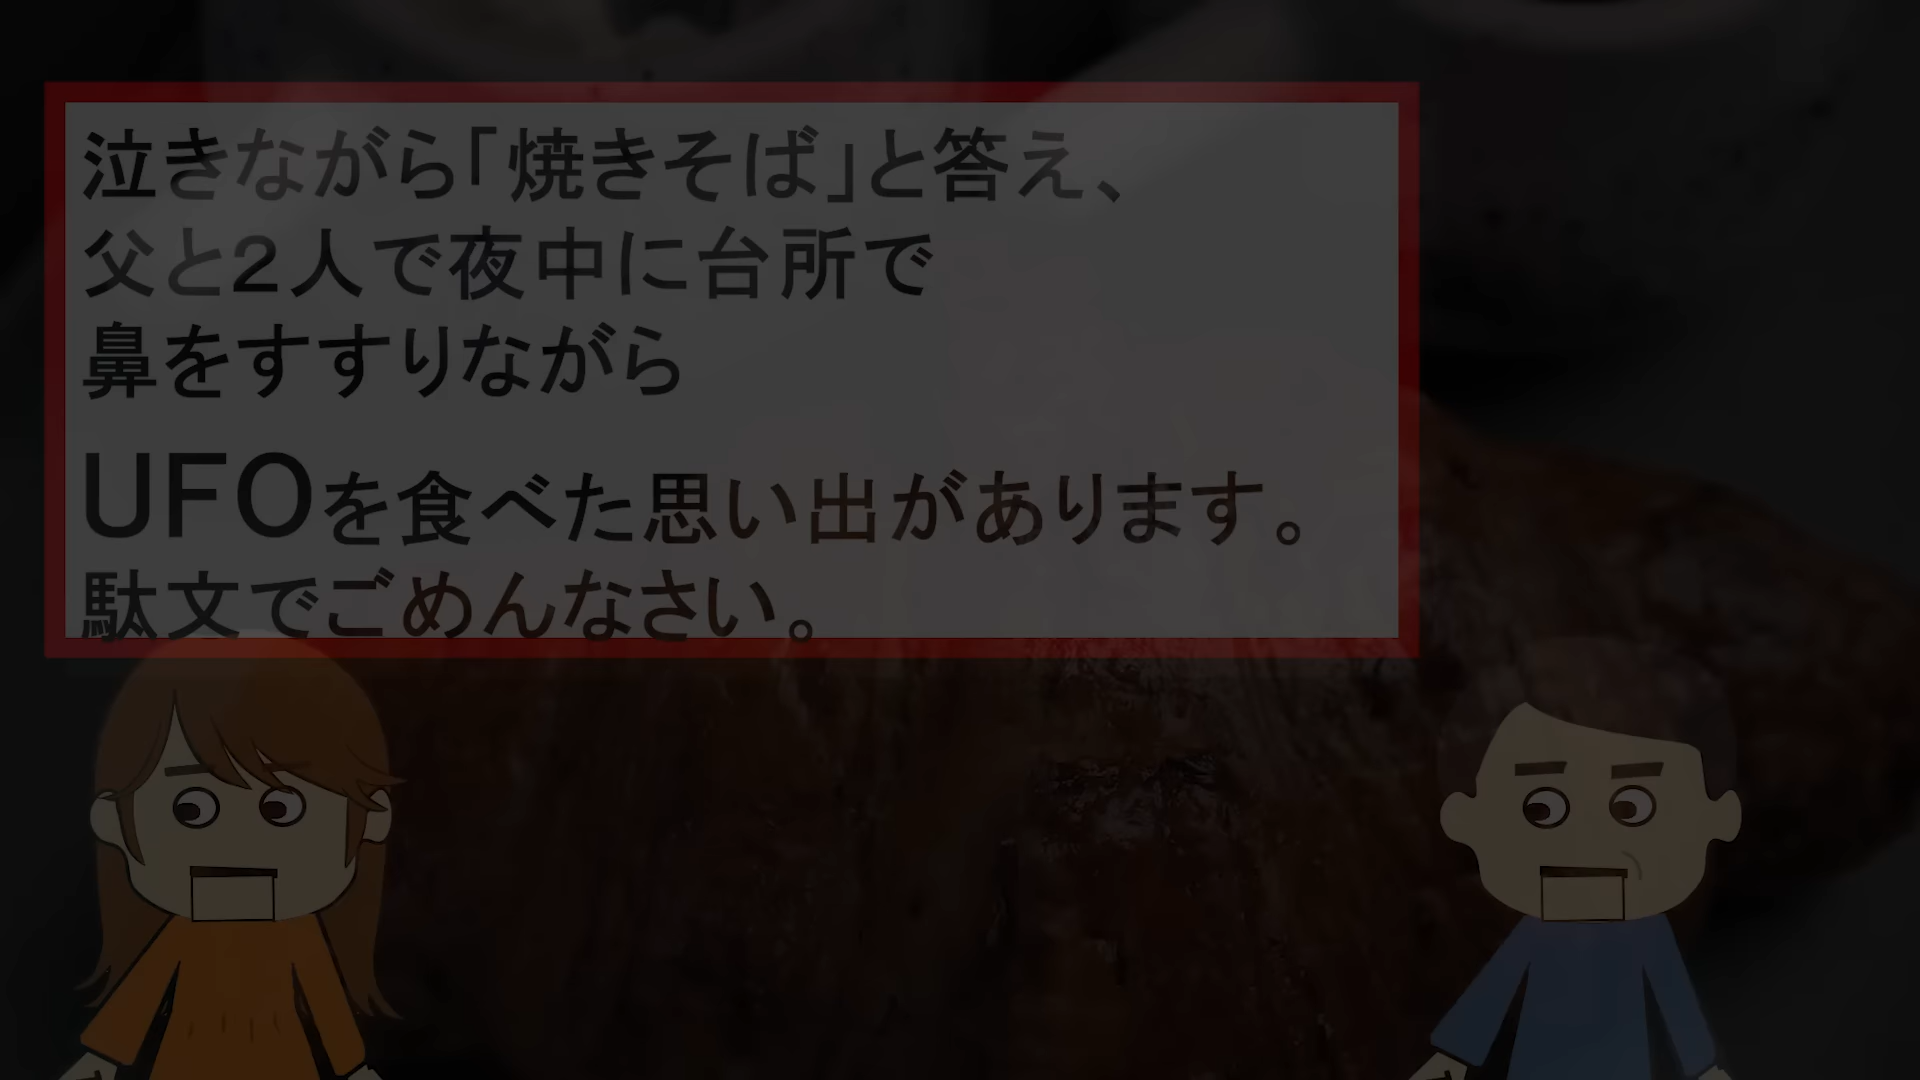 泣きながら「焼きそば」と答え、
父と2人で夜中に台所で
鼻をすすりながら
UFOを食べた思い出があります。
駄文でごめんなさい。